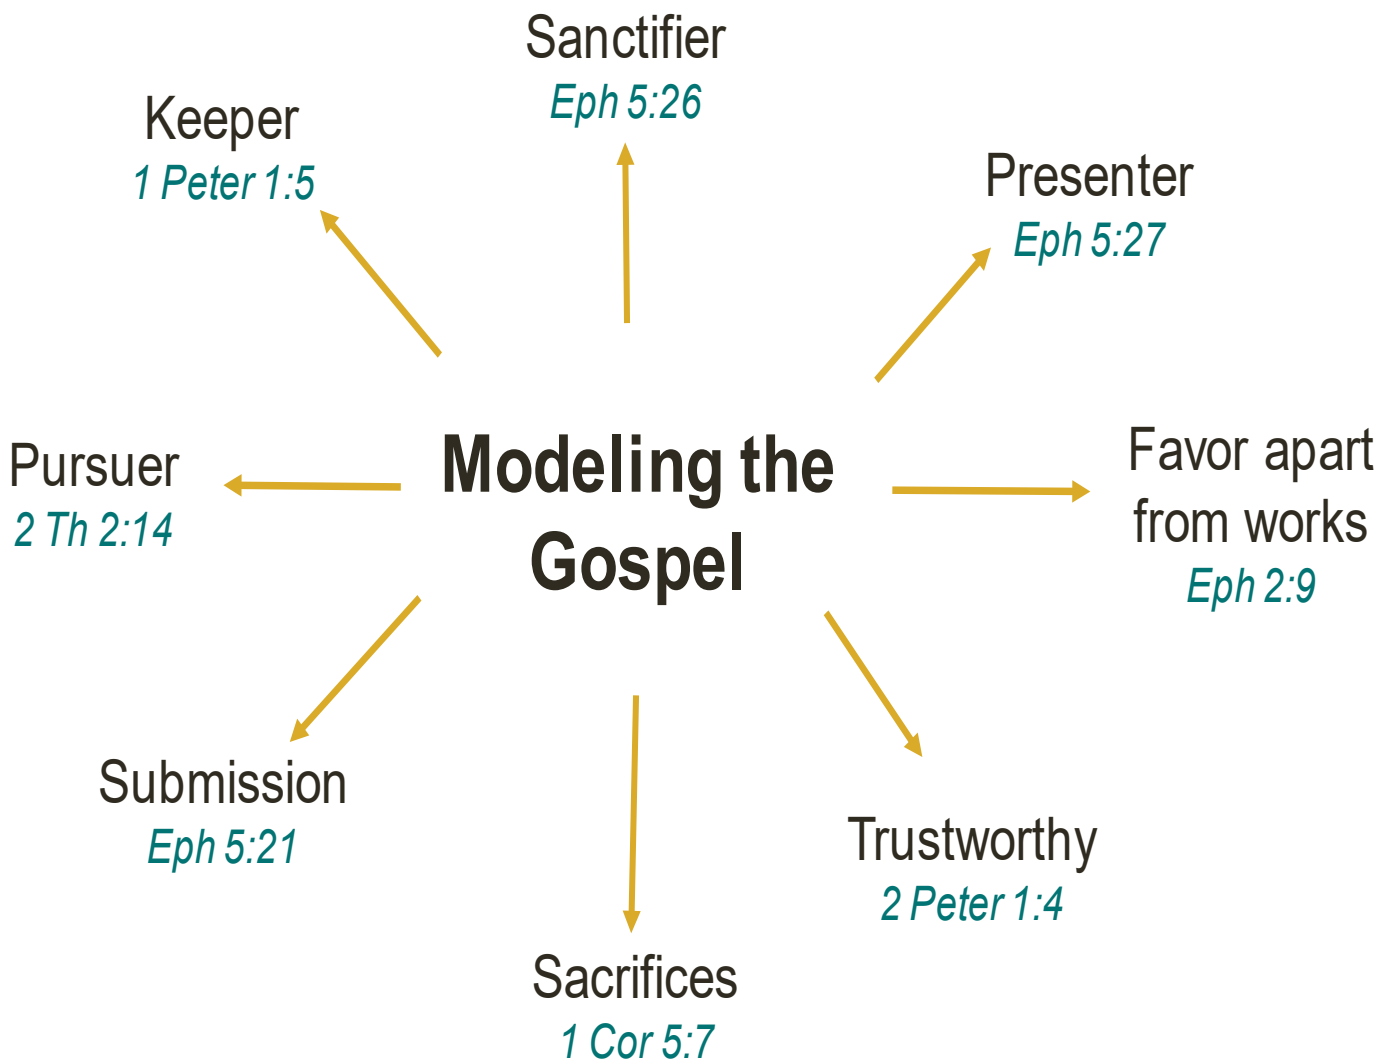 Sanctifier
Eph 5:26
Keeper
1 Peter 1:5
Presenter
Eph 5:27
Pursuer
2 Th 2:14
Modeling the
Gospel
Favor apart
from works
Eph 2:9
Submission
Eph 5:21
Trustworthy
2 Peter 1:4
Sacrifices
1 Cor 5:7